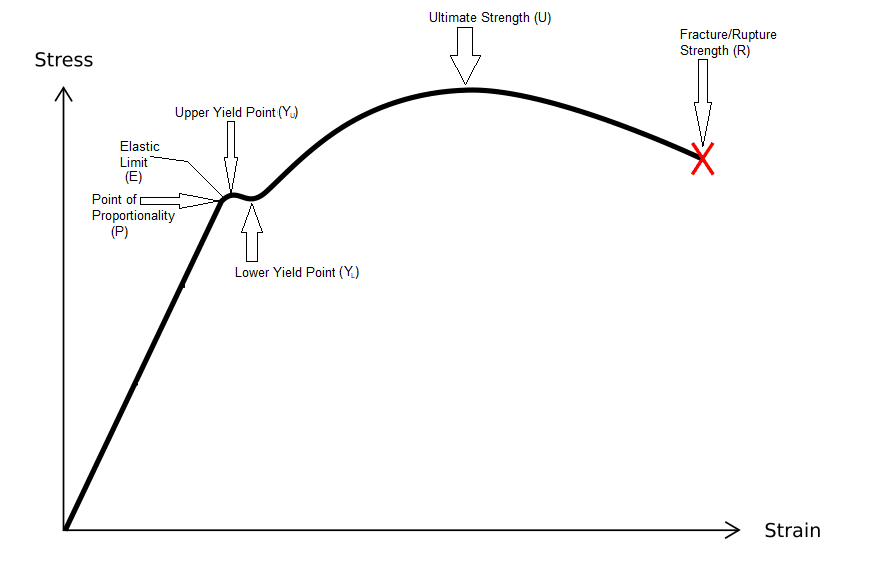 Ultimate Strength (U)
Fracture/Rupture
Strength (R)
Stress
Upper Yield Point (Yᵤ)
Elastic
Limit
(E)
Point of
Proportionality
(P)
Lower Yield Point (Y_L)
Strain